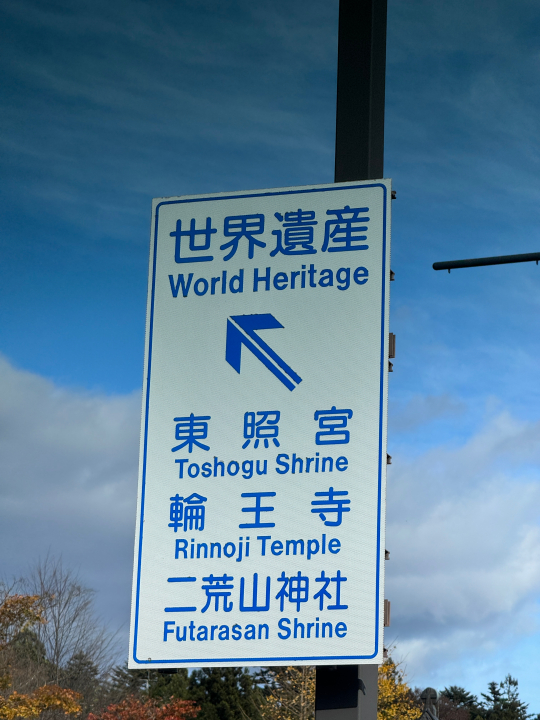 世界遺産
World Heritage
東照宮
Toshogu Shrine
輪王寺
Rinnoji Temple
二荒山神社
Futarasan Shrine